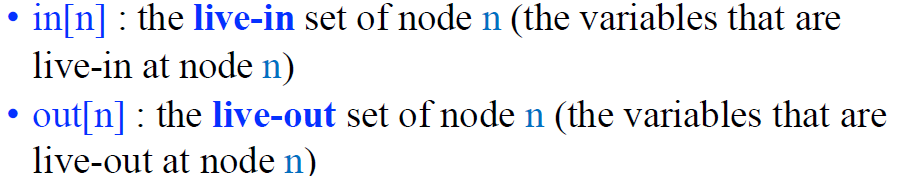 • in[n] : the live-in set of node n (the variables that are
live-in at node n)
• out[n] : the live-out set of node n (the variables that are
live-out at node n)